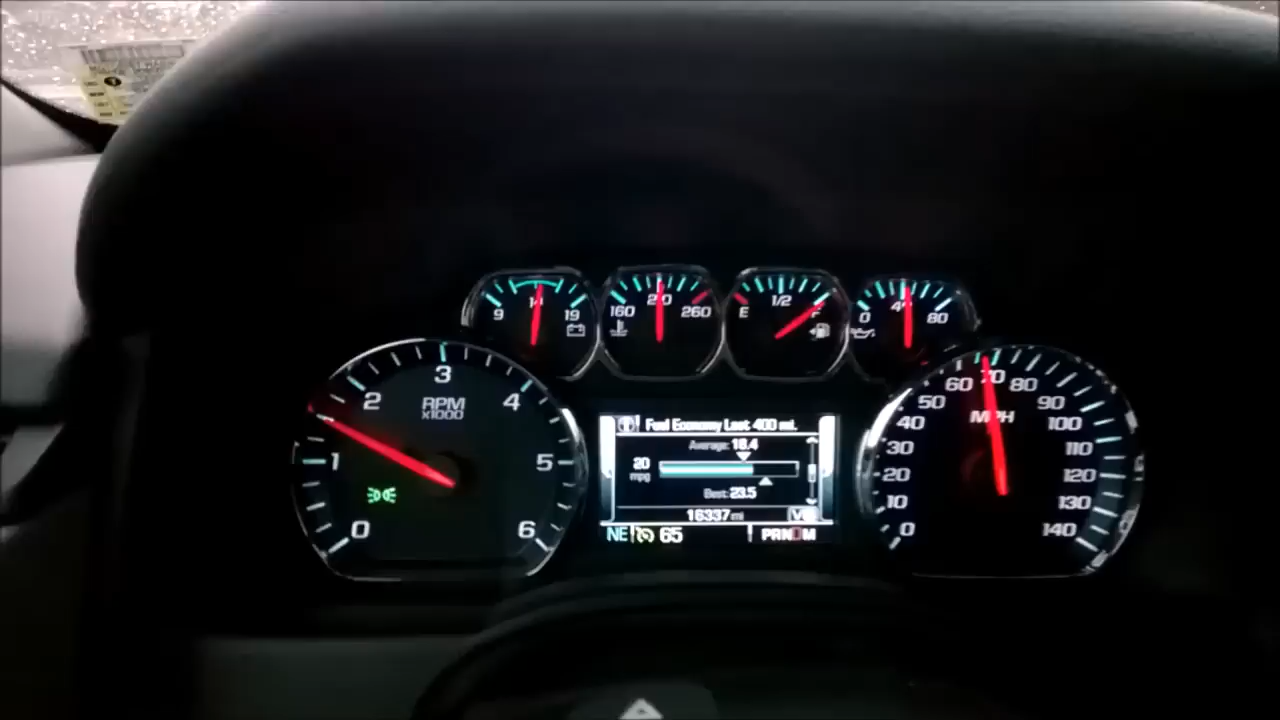 9 14 19
160 210 260
E 1/2 F
0 40 80
0 1 2 3 4 5 6
RPM
x1000
Fuel Economy Last 400 mi.
Average: 18.4
20
mpg
Best: 23.5
16337 mi V8
NE 65 PRNDM
0 10 20 30 40 50 60 70 80 90 100 110 120 130 140
MPH